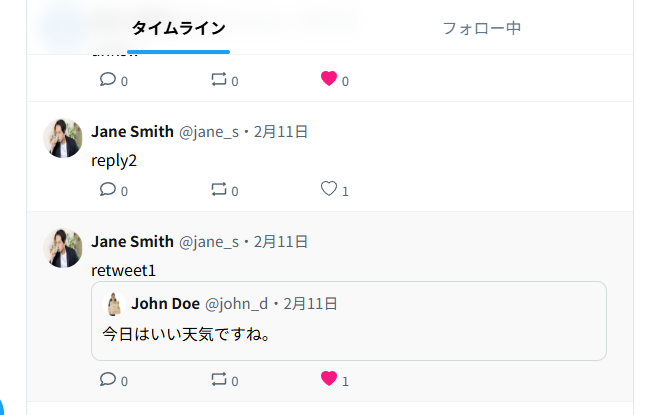 タイムライン
フォロー中
0 0 0
Jane Smith @jane_s・2月11日
reply2
0 0 1
Jane Smith @jane_s・2月11日
retweet1
John Doe @john_d・2月11日
今日はいい天気ですね。
0 0 1